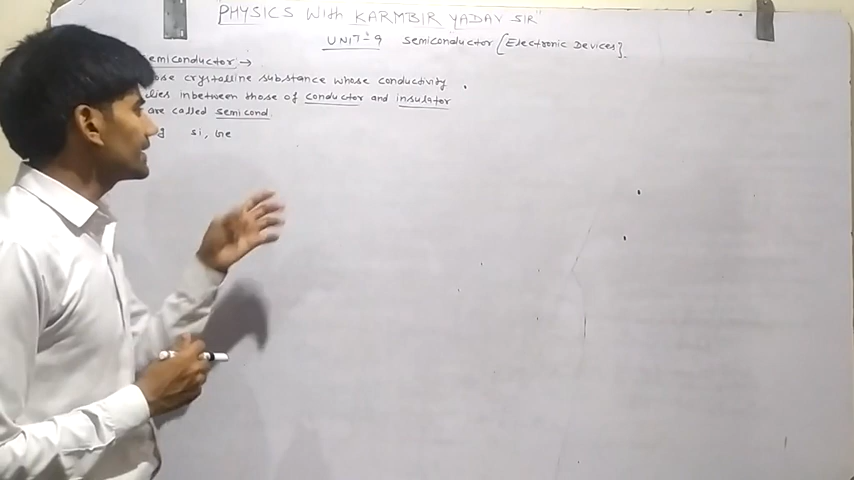 "PHYSICS With KARMBIR YADAV SIR"
UNIT-9 Semiconductor [Electronic Devices].
emiconductor →
ose crystalline substance whose conductivity
lies inbetween those of conductor and insulator
are called semicond.
g si, Ge